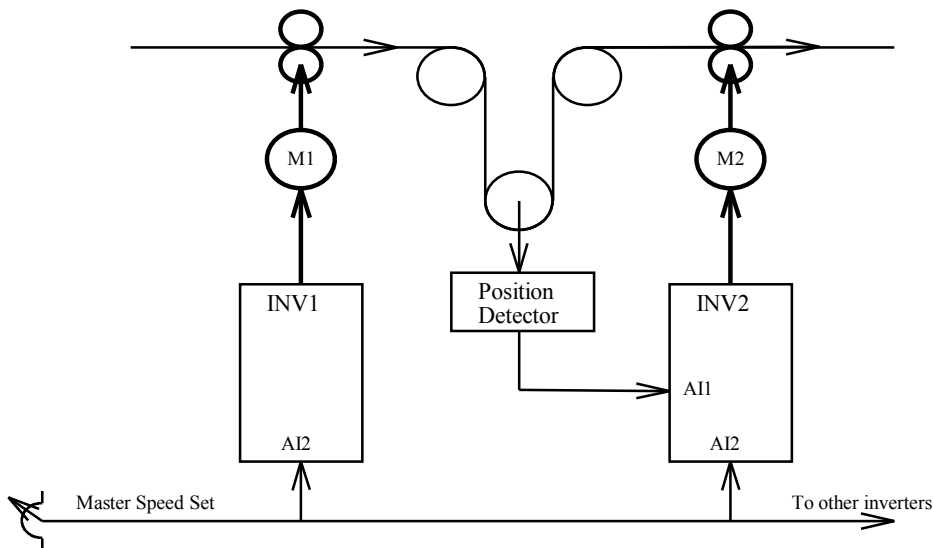 M1
M2
INV1
Position
Detector
INV2
AI1
AI2
AI2
Master Speed Set
To other inverters